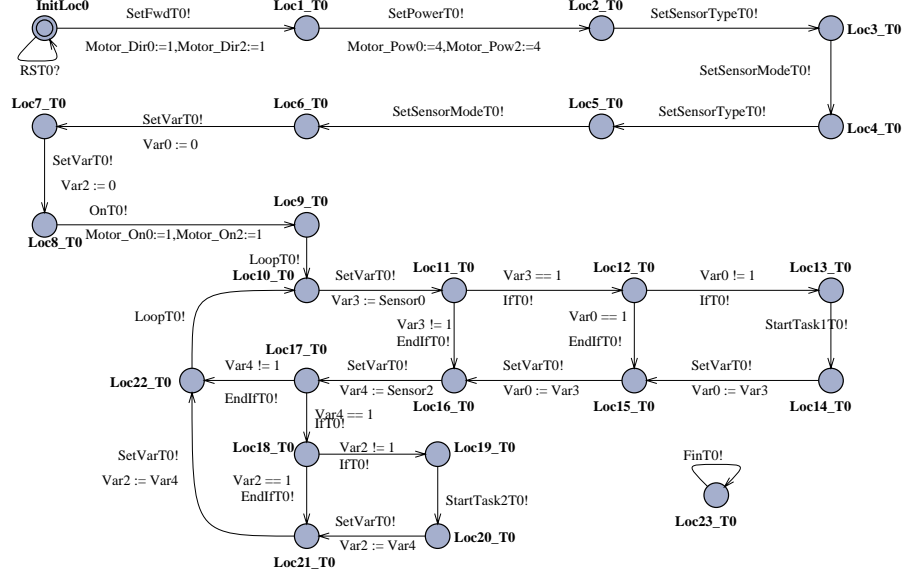 InitLoc0
SetFwdT0!
Loc1_T0
SetPowerT0!
Loc2_T0
SetSensorTypeT0!
Loc3_T0
Motor_Dir0:=1,Motor_Dir2:=1
Motor_Pow0:=4,Motor_Pow2:=4
RST0?
SetSensorModeT0!
Loc7_T0
Loc6_T0
Loc5_T0
SetVarT0!
SetSensorModeT0!
SetSensorTypeT0!
Loc4_T0
Var0 := 0
SetVarT0!
Var2 := 0
OnT0!
Loc9_T0
Loc8_T0
Motor_On0:=1,Motor_On2:=1
LoopT0!
Loc10_T0
SetVarT0!
Loc11_T0
Var3 == 1
Loc12_T0
Var0 != 1
Loc13_T0
Var3 := Sensor0
IfT0!
IfT0!
LoopT0!
Var3 != 1
EndIfT0!
Var0 == 1
EndIfT0!
StartTask1T0!
Loc17_T0
Var4 != 1
SetVarT0!
SetVarT0!
SetVarT0!
Loc22_T0
EndIfT0!
Var4 := Sensor2
Var0 := Var3
Var0 := Var3
Loc16_T0
Loc15_T0
Loc14_T0
Var4 == 1
IfT0!
Loc18_T0
Var2 != 1
Loc19_T0
IfT0!
SetVarT0!
Var2 := Var4
Var2 == 1
EndIfT0!
StartTask2T0!
FinT0!
SetVarT0!
Loc20_T0
Var2 := Var4
Loc21_T0
Loc23_T0